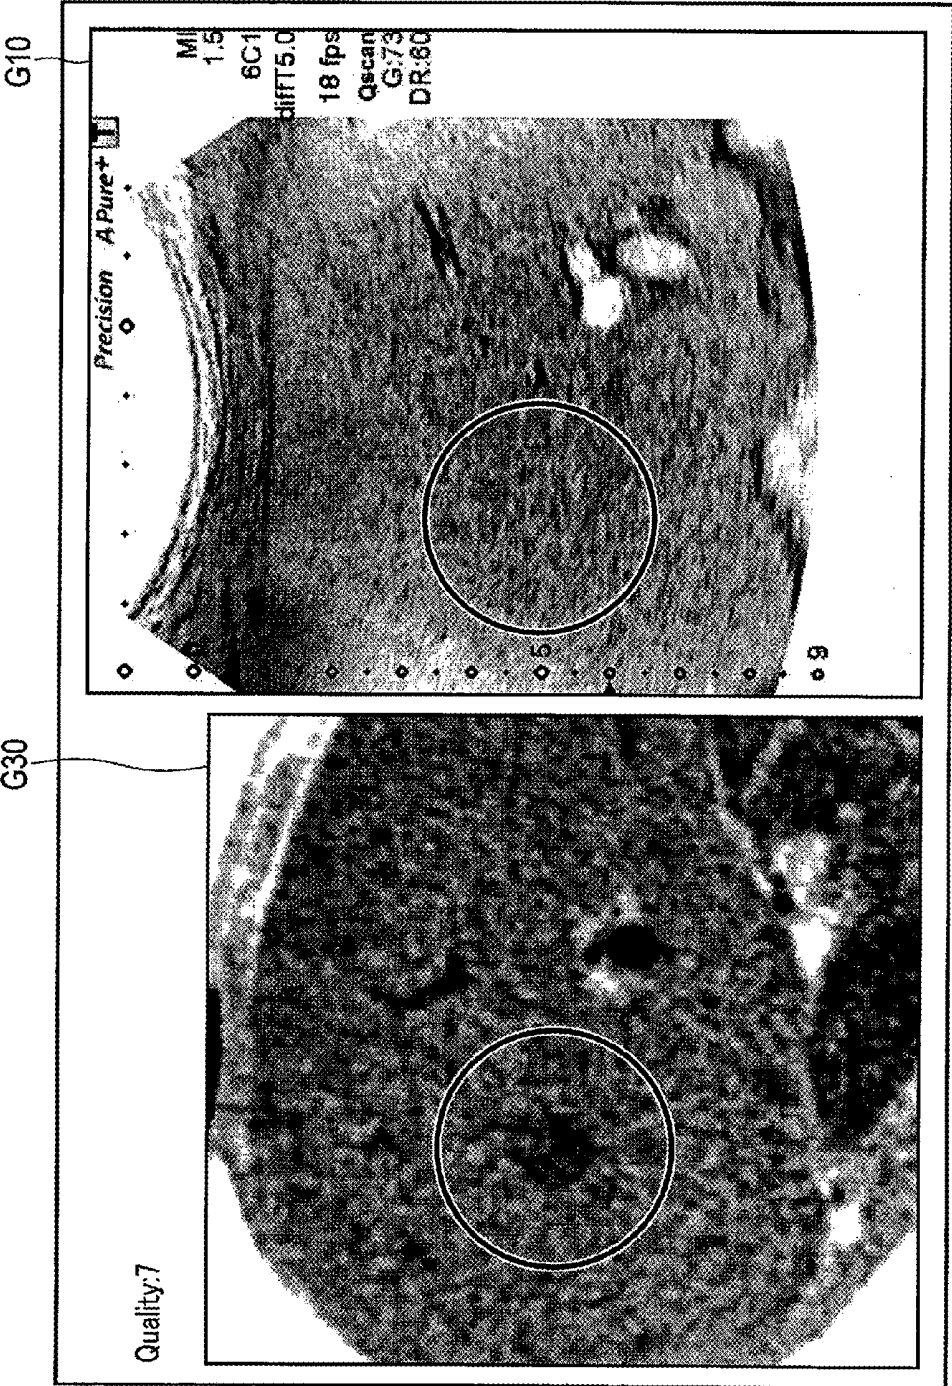 G10
G30
Quality:7
Precision APure+
T
MI
1.5
6C1
diffT5.0
18 fps
Qscan
G:73
DR:60
5
9